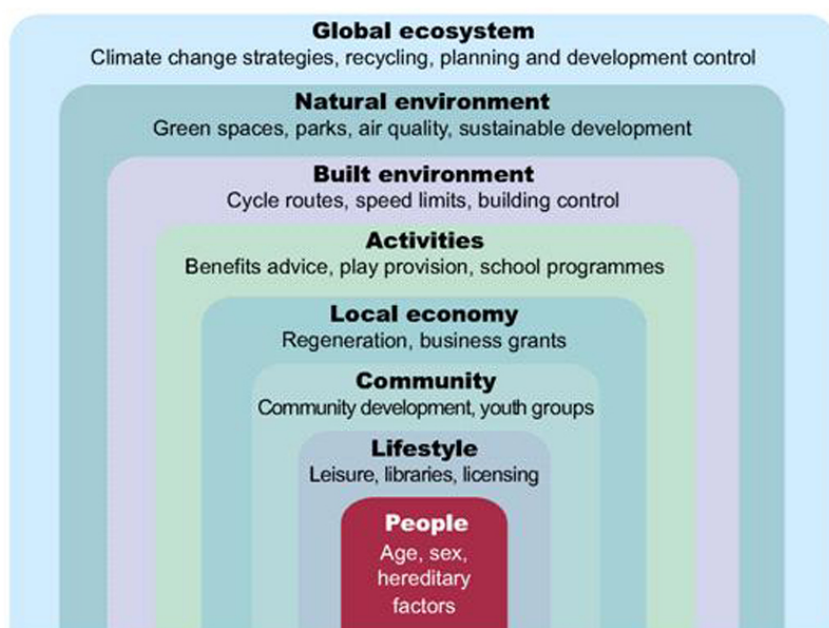 Global ecosystem
Climate change strategies, recycling, planning and development control
Natural environment
Green spaces, parks, air quality, sustainable development
Built environment
Cycle routes, speed limits, building control
Activities
Benefits advice, play provision, school programmes
Local economy
Regeneration, business grants
Community
Community development, youth groups
Lifestyle
Leisure, libraries, licensing
People
Age, sex,
hereditary
factors